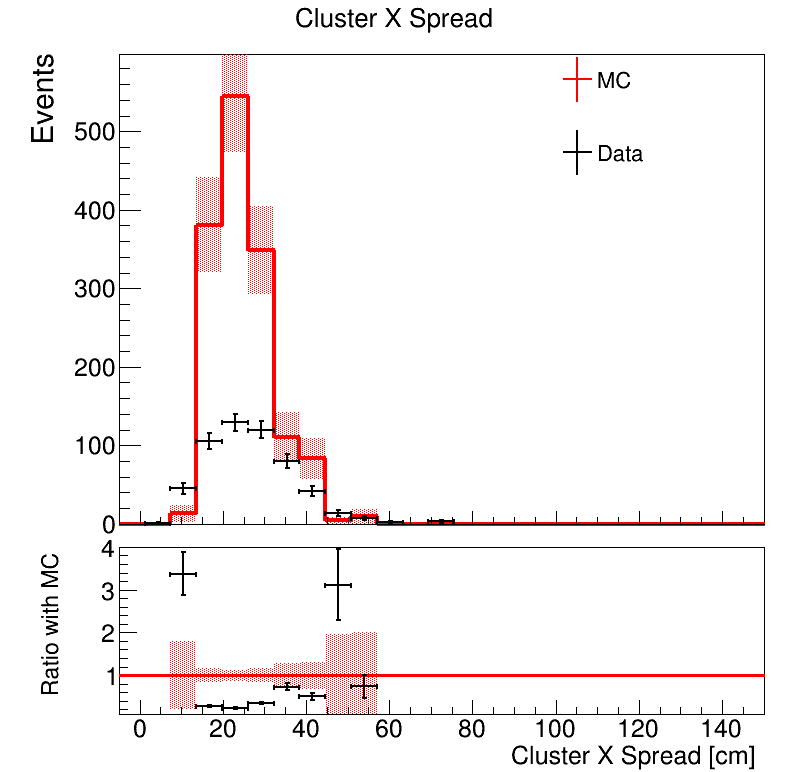 Cluster X Spread
Events
MC
Data
500
400
300
200
100
0
Ratio with MC
4
3
2
1
0 20 40 60 80 100 120 140
Cluster X Spread [cm]